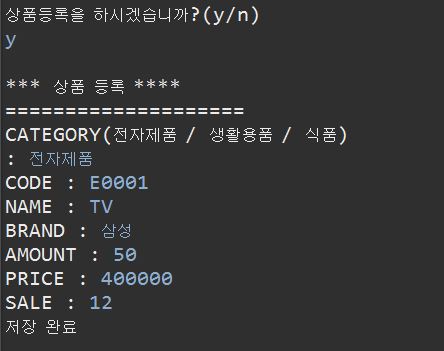 상품등록을 하시겠습니까?(y/n)
y
*** 상품 등록 ****
====================
CATEGORY(전자제품 / 생활용품 / 식품)
: 전자제품
CODE : E0001
NAME : TV
BRAND : 삼성
AMOUNT : 50
PRICE : 400000
SALE : 12
저장 완료